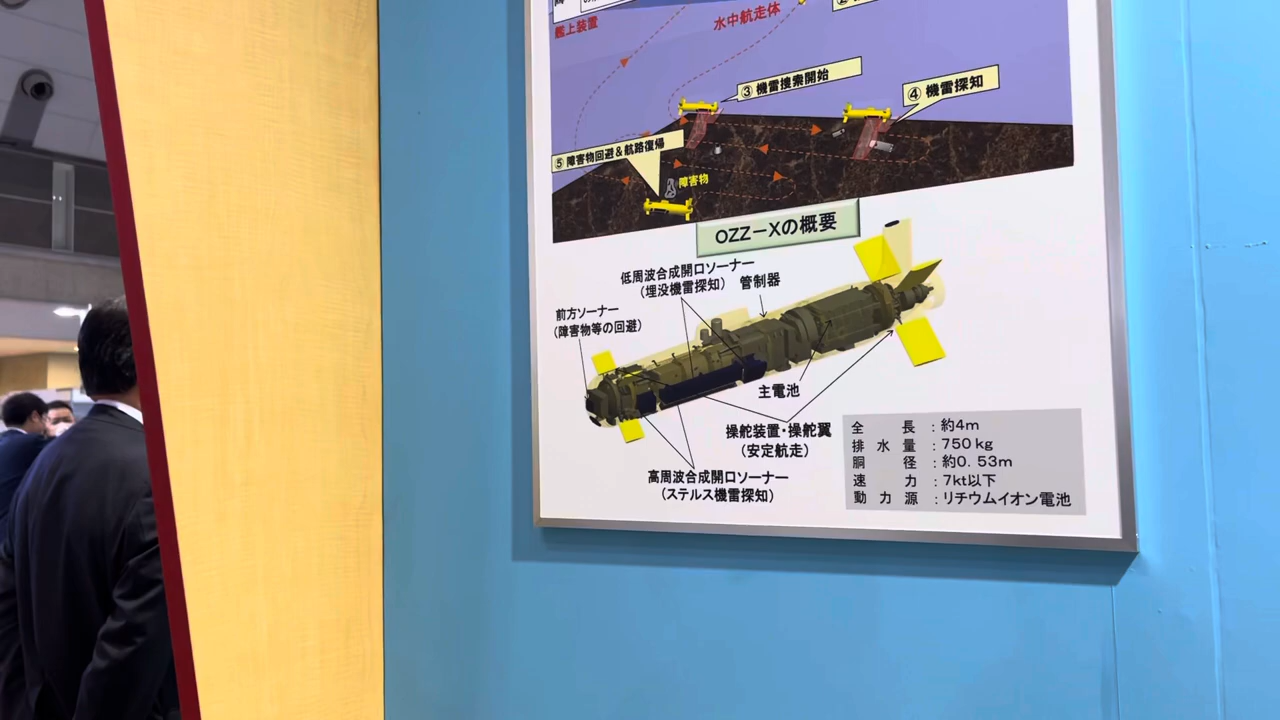 艦上装置
水中航走体
③ 機雷捜索開始
④ 機雷探知
⑤ 障害物回避&航路復帰
障害物
OZZ－Xの概要
低周波合成開口ソーナー
(埋没機雷探知)
管制器
前方ソーナー
(障害物等の回避)
主電池
操舵装置・操舵翼
(安定航走)
高周波合成開口ソーナー
(ステルス機雷探知)
全長：約4m
排水量：750kg
胴径：約0.53m
速力：7kt以下
動力源：リチウムイオン電池